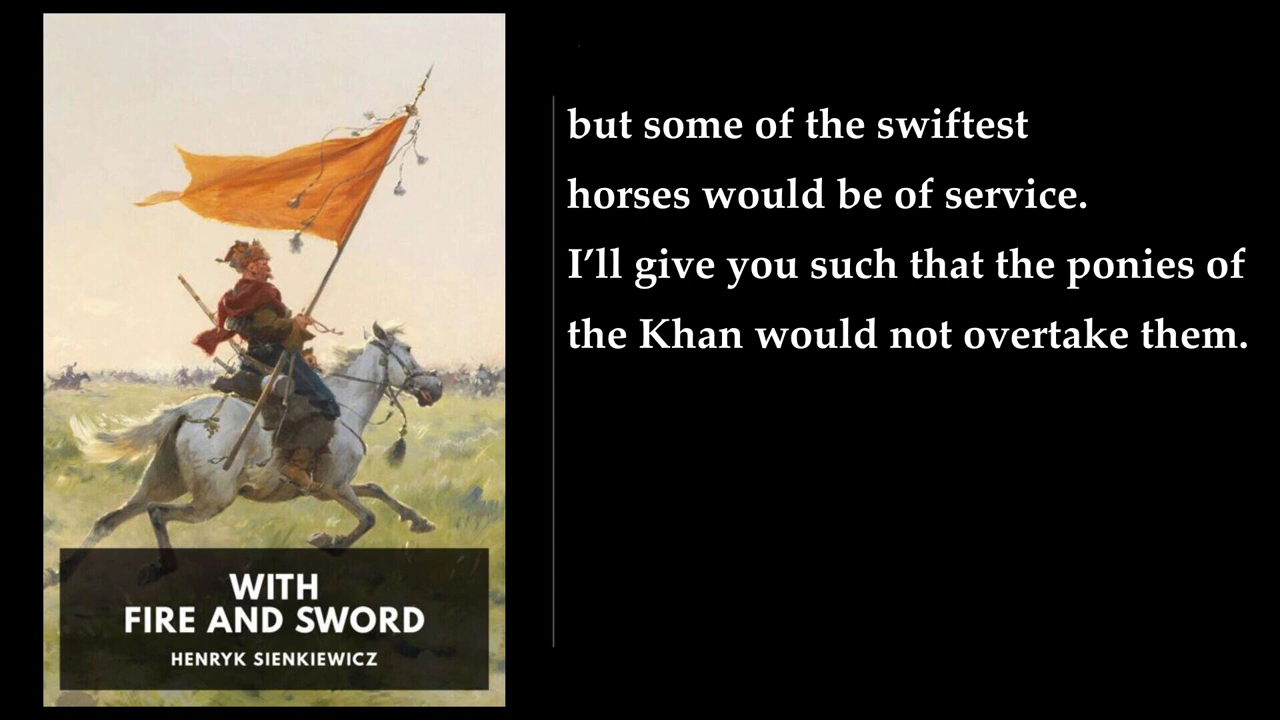 but some of the swiftest
horses would be of service.
I’ll give you such that the ponies of
the Khan would not overtake them.
WITH
FIRE AND SWORD
HENRYK SIENKIEWICZ